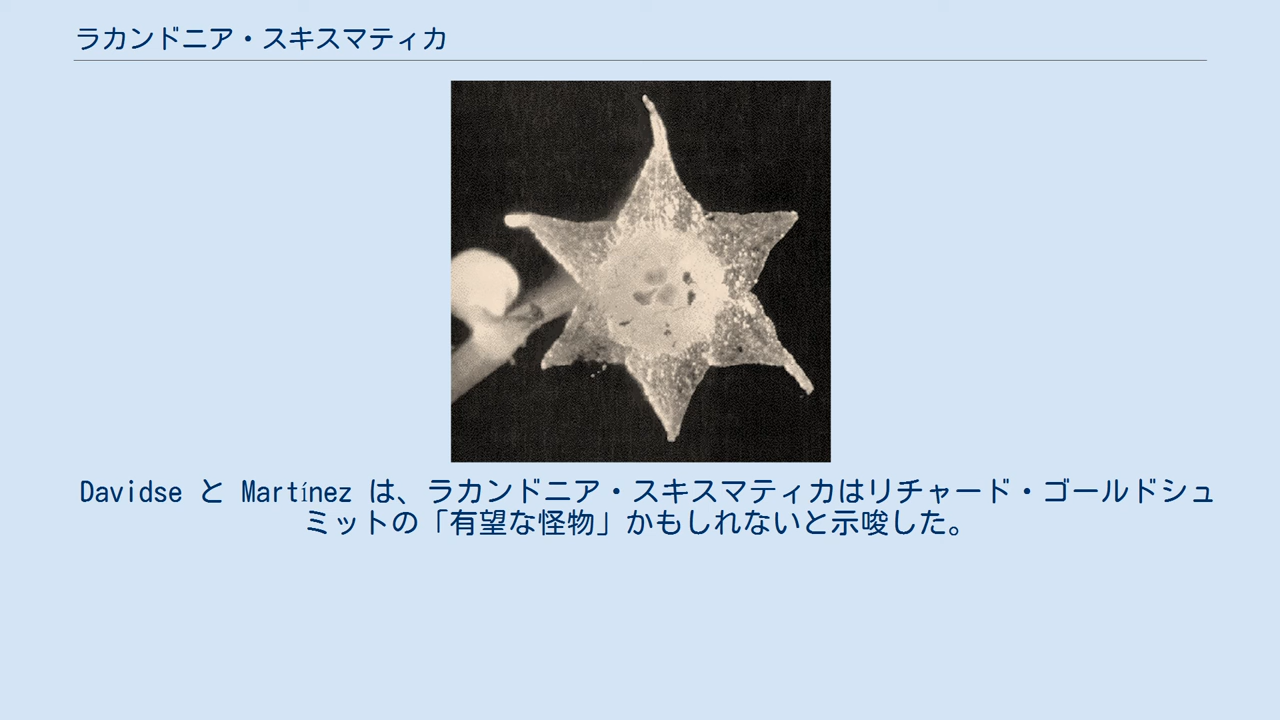 ラカンドニア・スキスマティカ
Davidse と Martínez は、ラカンドニア・スキスマティカはリチャード・ゴールドシュ
ミットの「有望な怪物」かもしれないと示唆した。